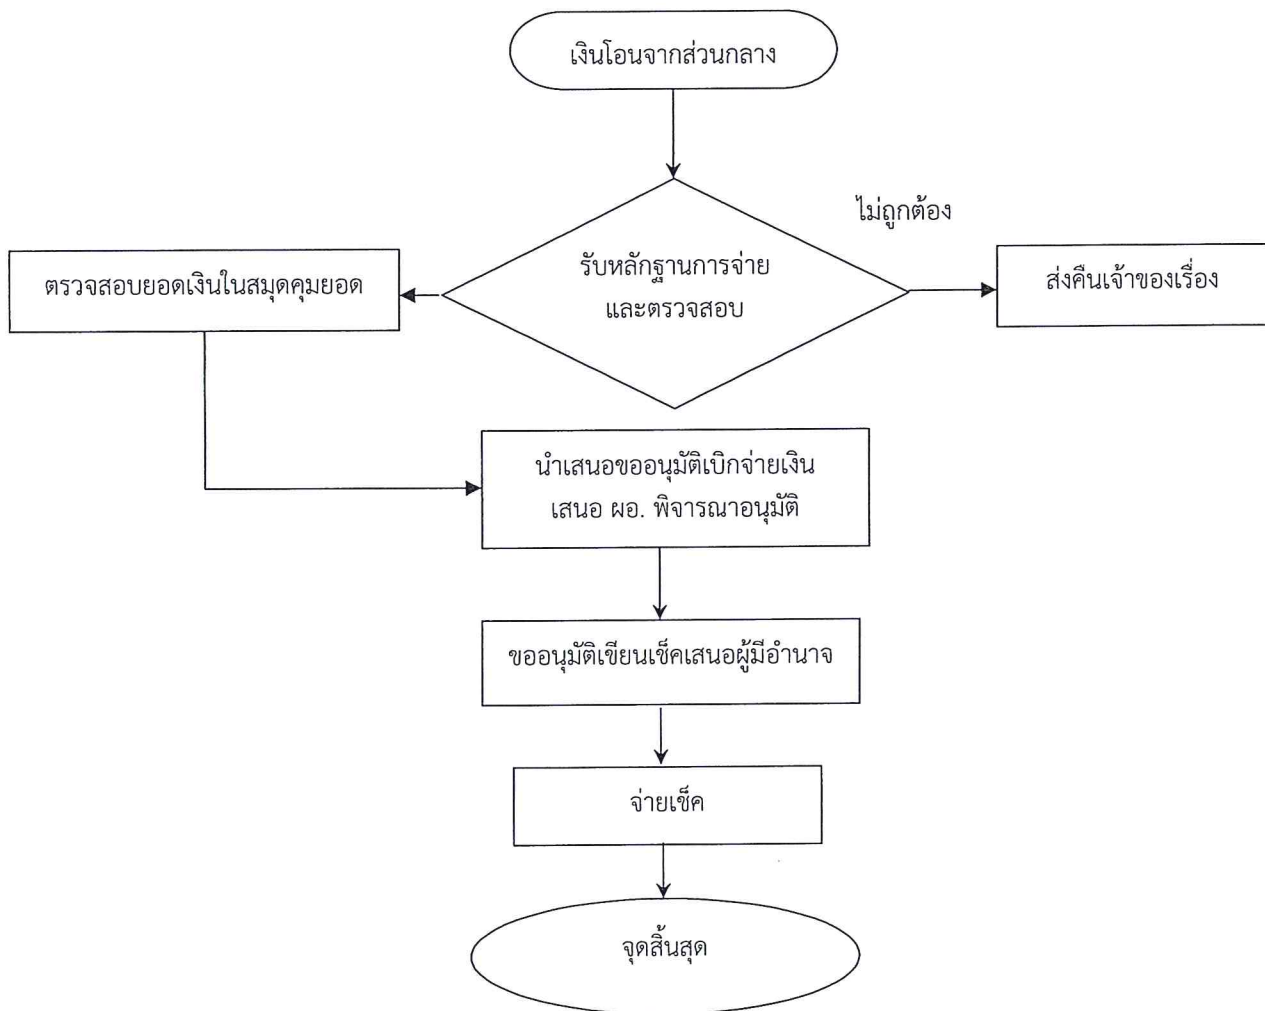 เงินโอนจากส่วนกลาง
ไม่ถูกต้อง
ตรวจสอบยอดเงินในสมุดคุมยอด
รับหลักฐานการจ่าย
และตรวจสอบ
ส่งคืนเจ้าของเรื่อง
นำเสนอขออนุมัติเบิกจ่ายเงิน
เสนอ ผอ. พิจารณาอนุมัติ
ขออนุมัติเขียนเช็คเสนอผู้มีอำนาจ
จ่ายเช็ค
จุดสิ้นสุด